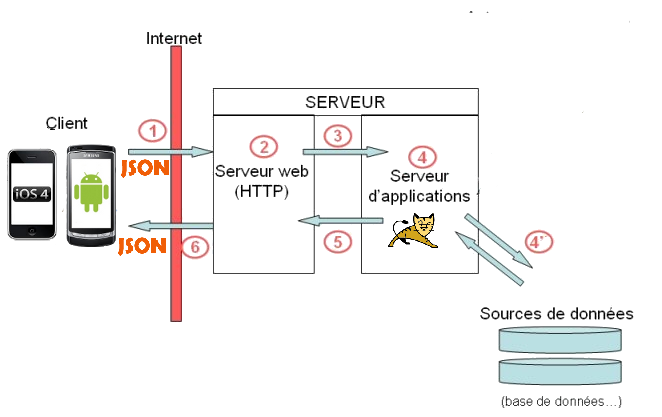 Internet
SERVEUR
Client
1
2
3
4
JSON
Serveur web
(HTTP)
Serveur
d'applications
iOS 4
SAMSUNG
JSON
6
5
4'
Sources de données
(base de données...)